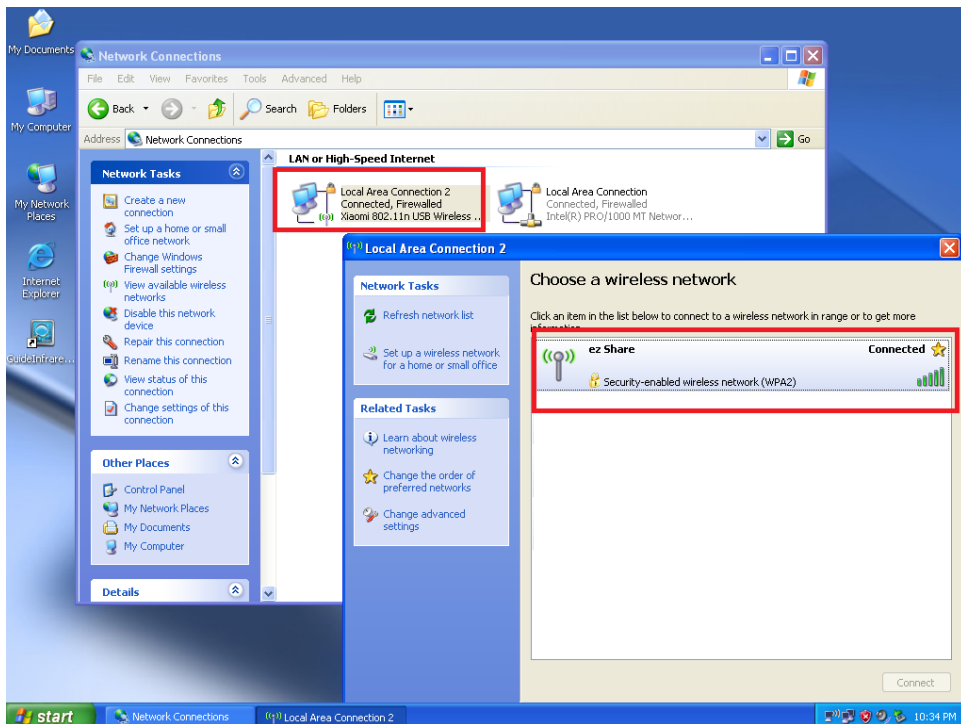 My Documents
My Computer
My Network
Places
Internet
Explorer
Network Connections
File Edit View Favorites Tools Advanced Help
Back Search Folders
Address Network Connections Go
Network Tasks
Create a new
connection
Set up a home or small
office network
Change Windows
Firewall settings
View available wireless
networks
Disable this network
device
Repair this connection
Rename this connection
View status of this
connection
Change settings of this
connection
Other Places
Control Panel
My Network Places
My Documents
My Computer
Details
LAN or High-Speed Internet
Local Area Connection 2
Connected, Firewalled
Xiaomi 802.11n USB Wireless ..
Local Area Connection
Connected, Firewalled
Intel(R) PRO/1000 MT Networ...
Local Area Connection 2
Network Tasks
Refresh network list
Set up a wireless network
for a home or small office
Related Tasks
Learn about wireless
networking
Change the order of
preferred networks
Change advanced
settings
Choose a wireless network
Click an item in the list below to connect to a wireless network in range or to get more
information.
ez Share Connected
Security-enabled wireless network (WPA2)
Connect
start Network Connections Local Area Connection 2 10:34 PM